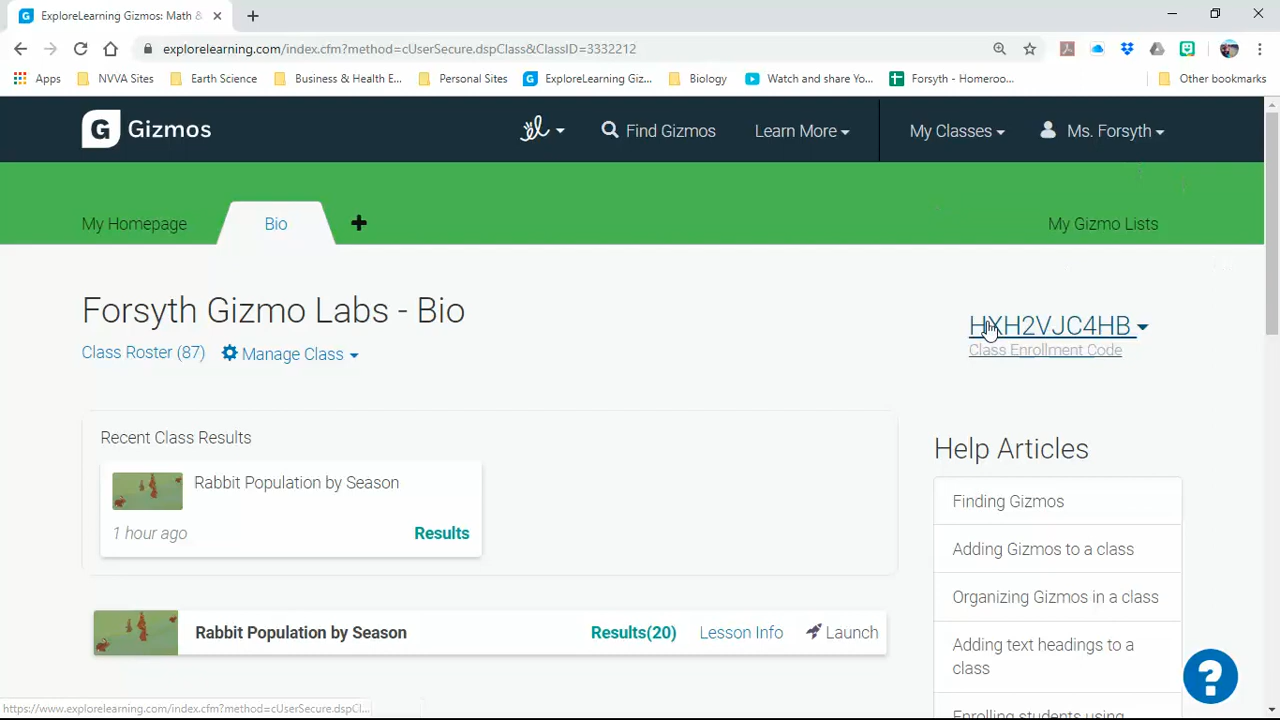 ExploreLearning Gizmos: Math &
explorelearning.com/index.cfm?method=cUserSecure.dspClass&ClassID=3332212
Apps NVVA Sites Earth Science Business & Health E... Personal Sites ExploreLearning Giz... Biology Watch and share Yo... Forsyth - Homeroo... Other bookmarks
G Gizmos el Find Gizmos Learn More My Classes Ms. Forsyth
My Homepage Bio + My Gizmo Lists
Forsyth Gizmo Labs - Bio
HXH2VJC4HB
Class Roster (87) Manage Class
Class Enrollment Code
Recent Class Results
Rabbit Population by Season
1 hour ago Results
Rabbit Population by Season Results(20) Lesson Info Launch
Help Articles
Finding Gizmos
Adding Gizmos to a class
Organizing Gizmos in a class
Adding text headings to a
class
Enrolling students using
?
https://www.explorelearning.com/index.cfm?method=cUserSecure.dspCl...